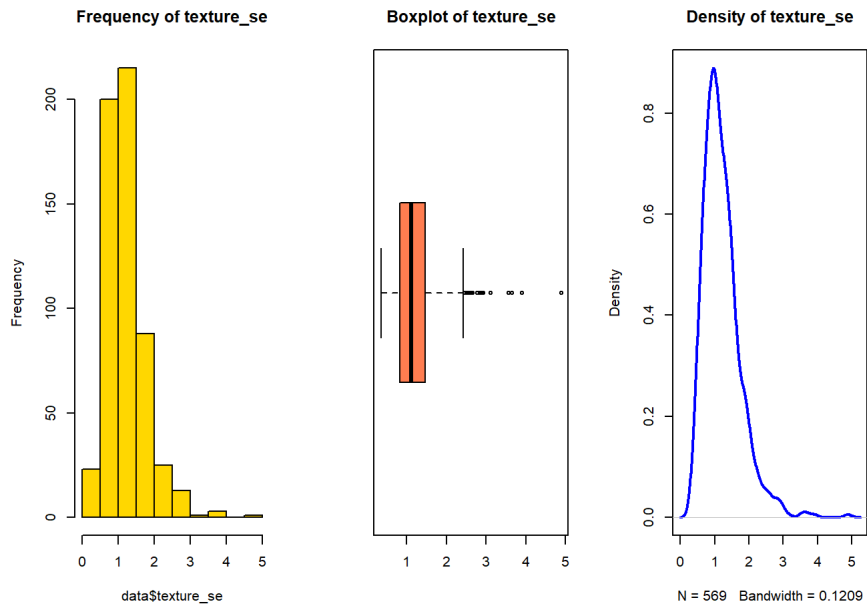 Frequency of texture_se
Frequency
0
50
100
150
200
0 1 2 3 4 5
data$texture_se
Boxplot of texture_se
1 2 3 4 5
Density of texture_se
Density
0.0
0.2
0.4
0.6
0.8
0 1 2 3 4 5
N = 569 Bandwidth = 0.1209